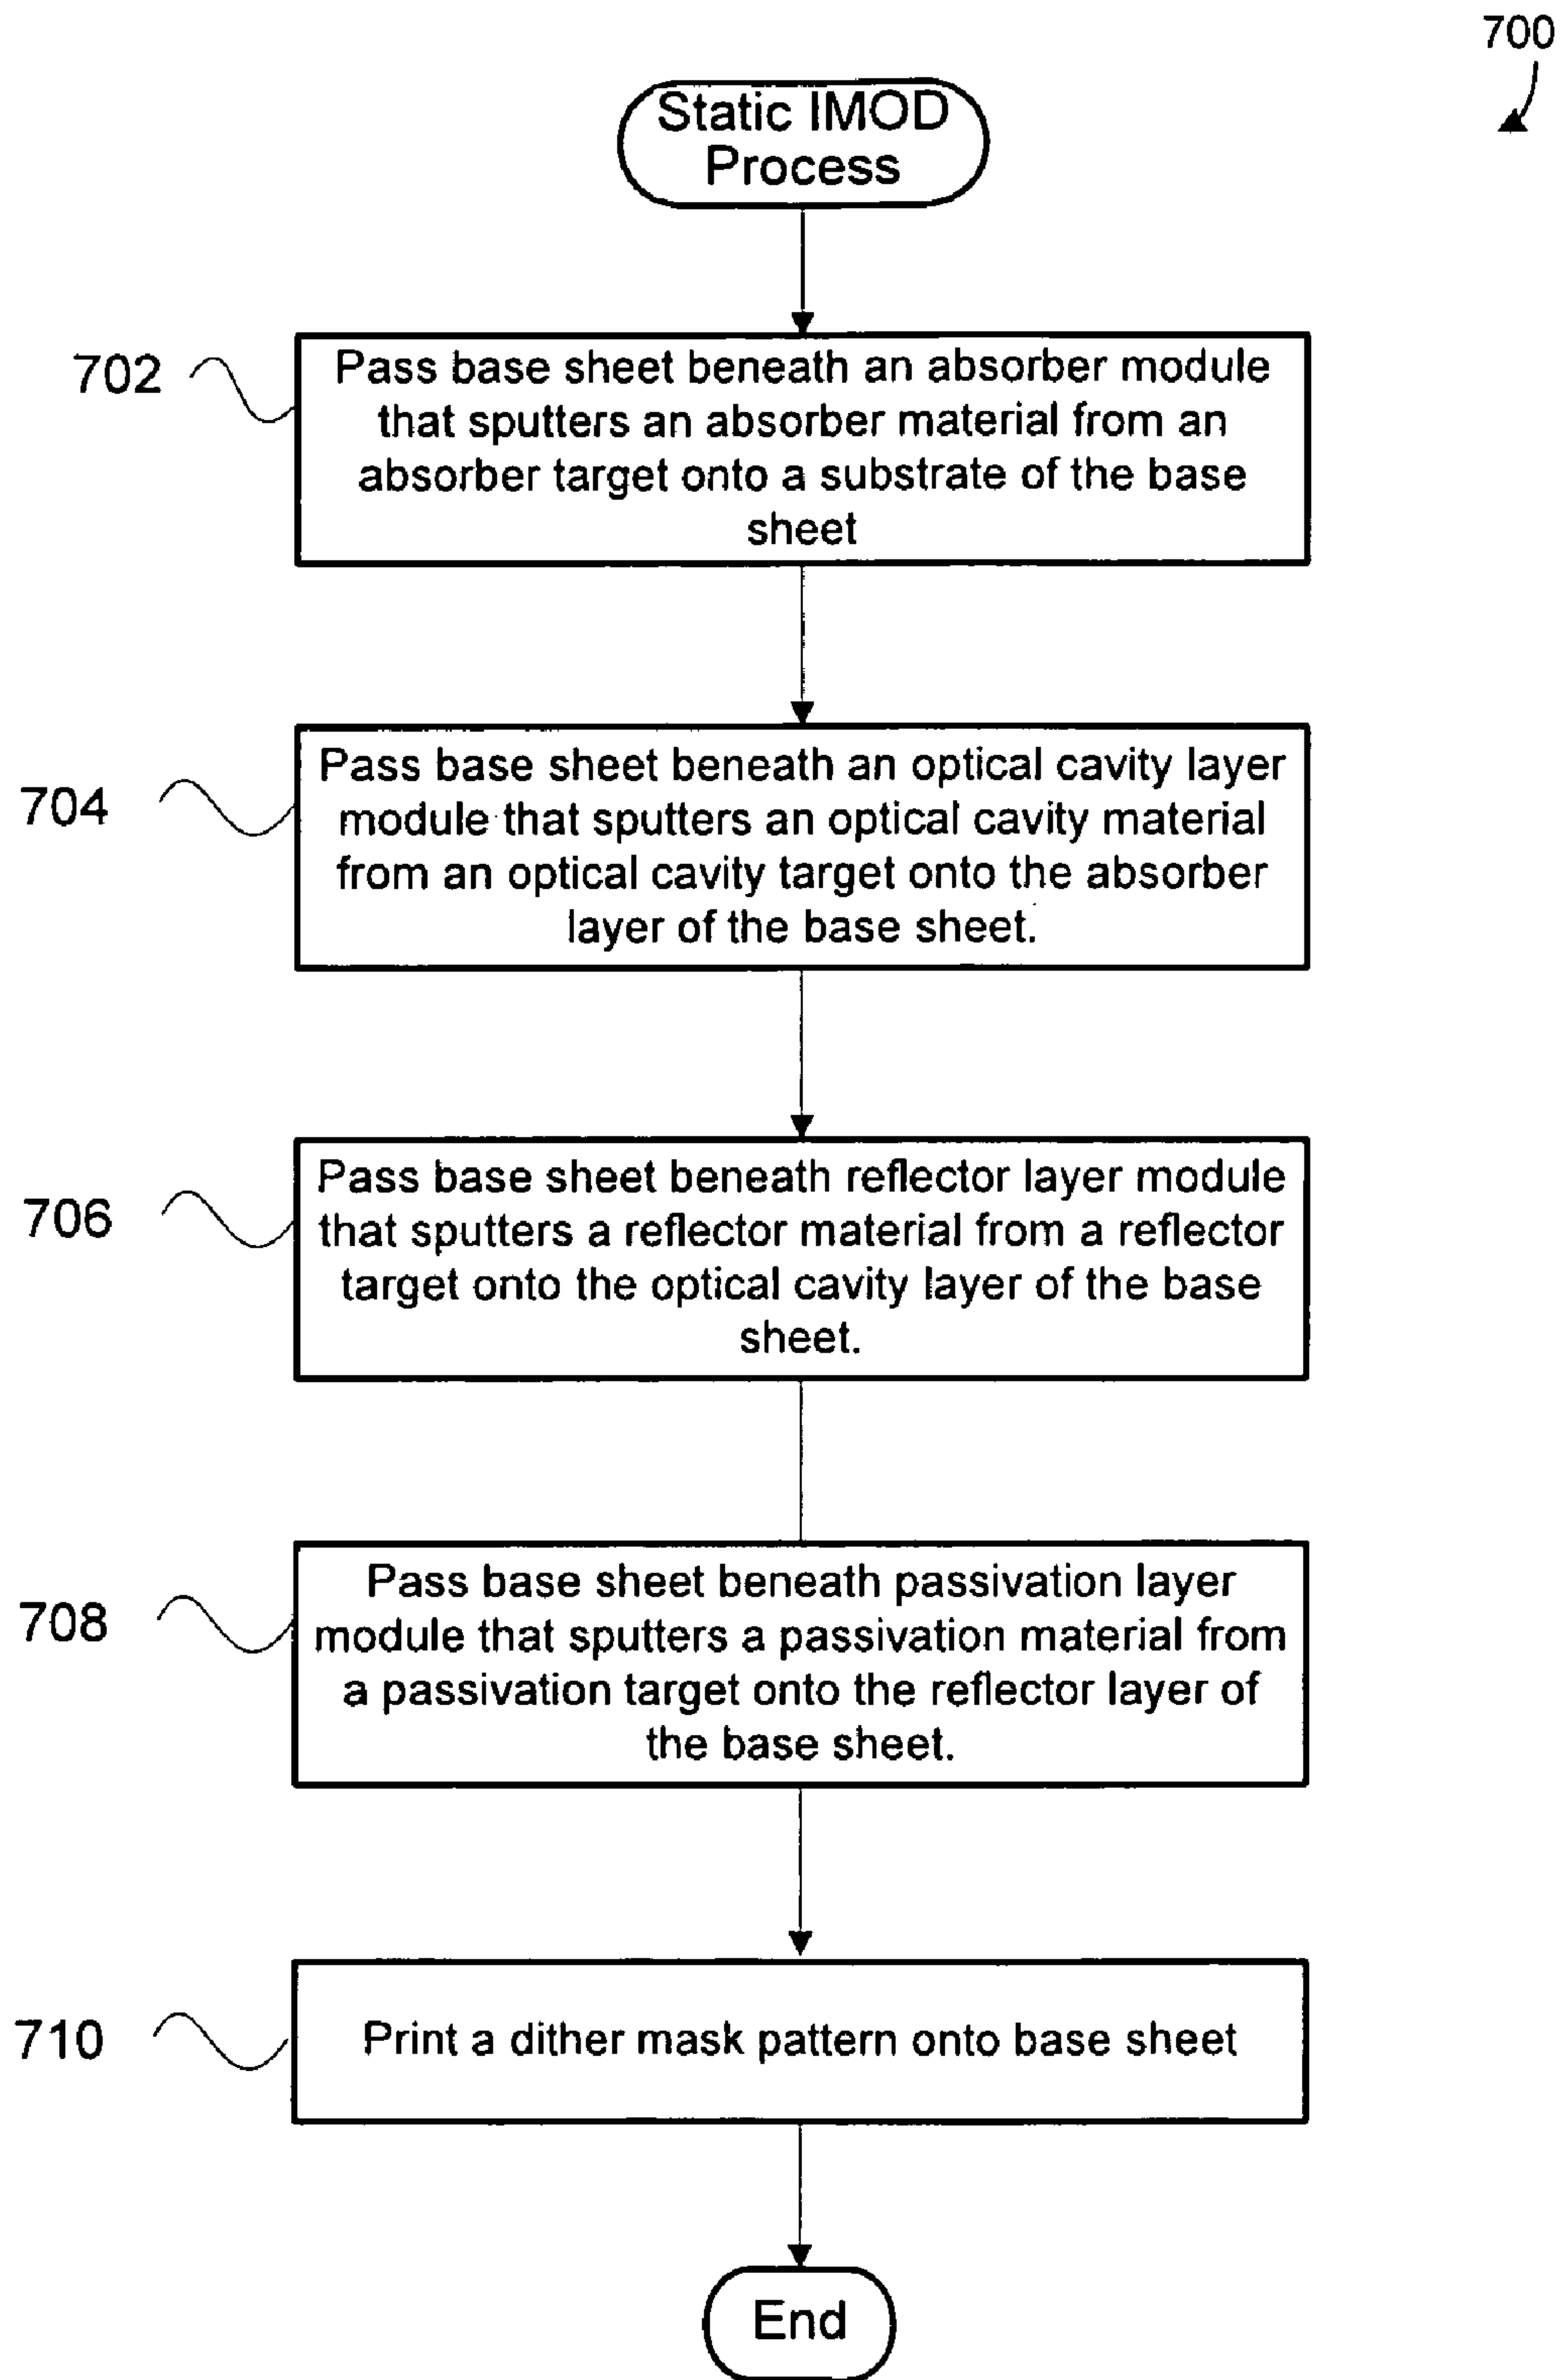 700
Static IMOD
Process
702
Pass base sheet beneath an absorber module
that sputters an absorber material from an
absorber target onto a substrate of the base
sheet
704
Pass base sheet beneath an optical cavity layer
module that sputters an optical cavity material
from an optical cavity target onto the absorber
layer of the base sheet.
706
Pass base sheet beneath reflector layer module
that sputters a reflector material from a reflector
target onto the optical cavity layer of the base
sheet.
708
Pass base sheet beneath passivation layer
module that sputters a passivation material from
a passivation target onto the reflector layer of
the base sheet.
710
Print a dither mask pattern onto base sheet
End